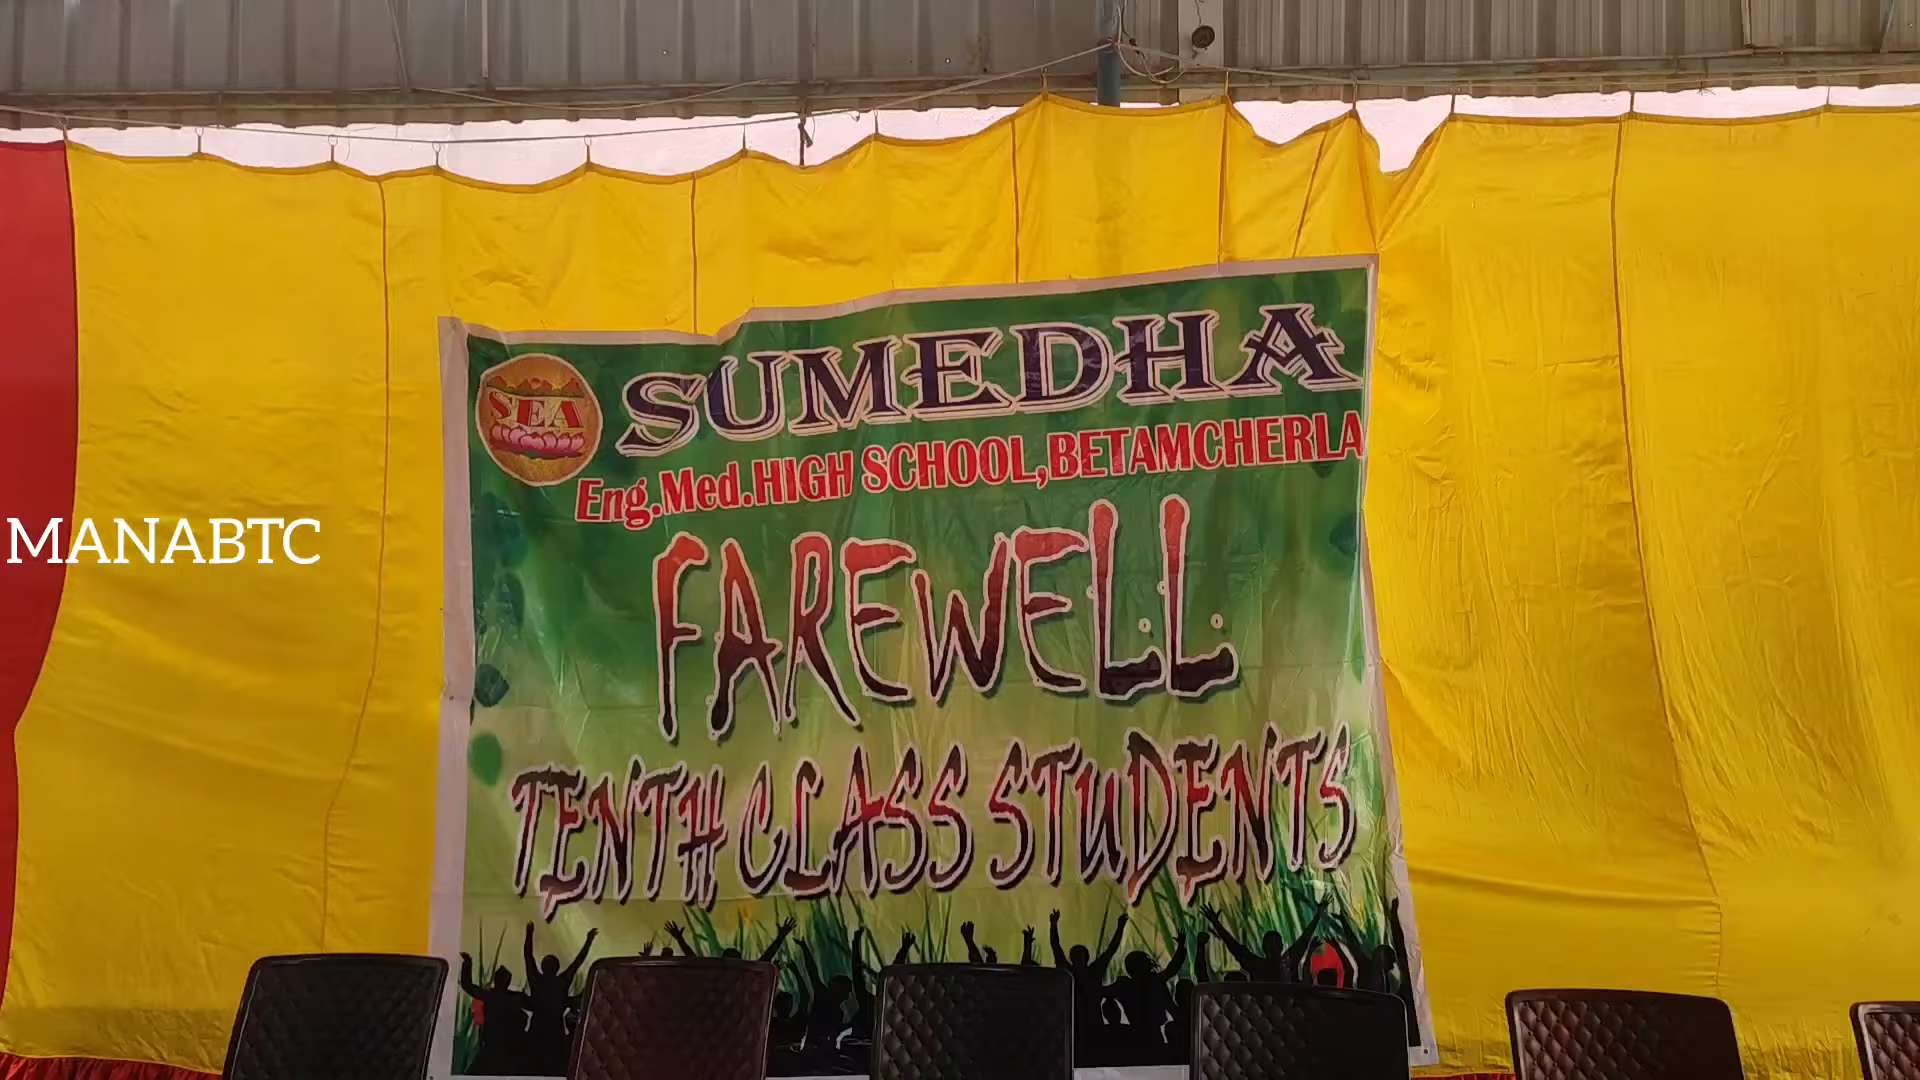 SUMEDHA
SEA
Eng.Med.HIGH SCHOOL,BETAMCHERLA
MANABTC
FAREWELL
TENTH CLASS STUDENTS